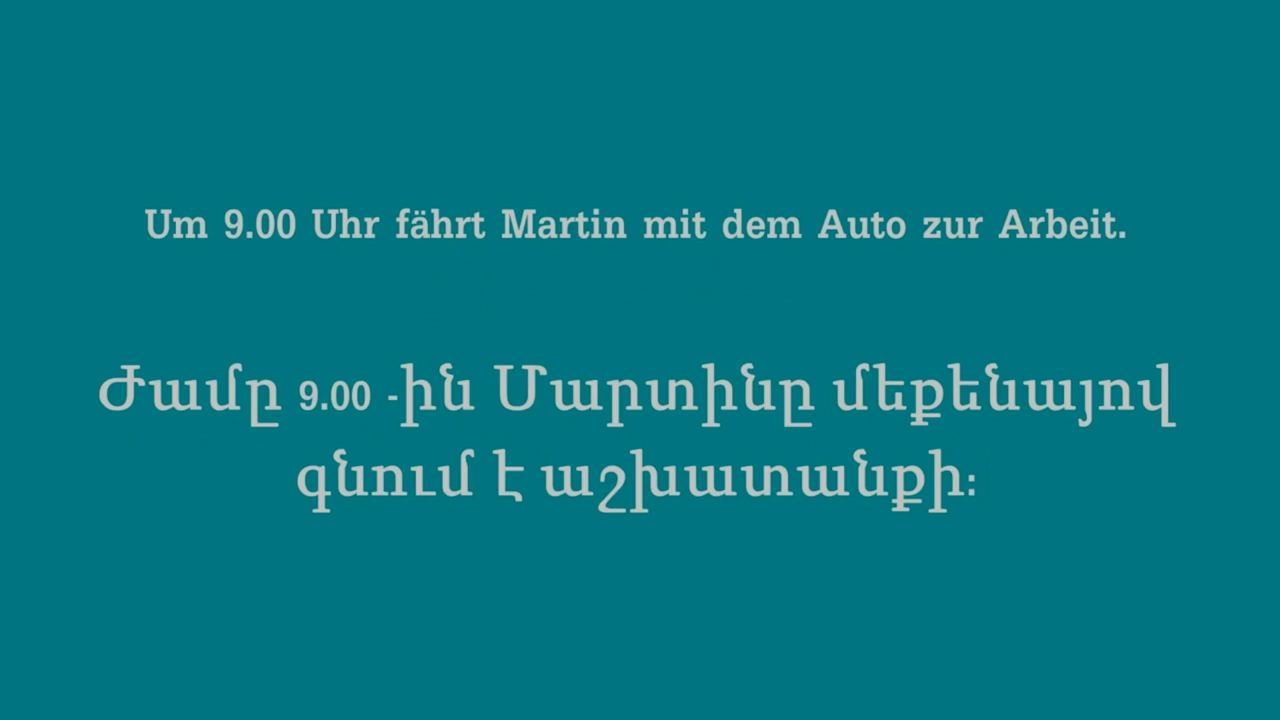 Um 9.00 Uhr fährt Martin mit dem Auto zur Arbeit.
Ժամը 9.00 -ին Մարտինը մեքենայով
գնում է աշխատանքի: